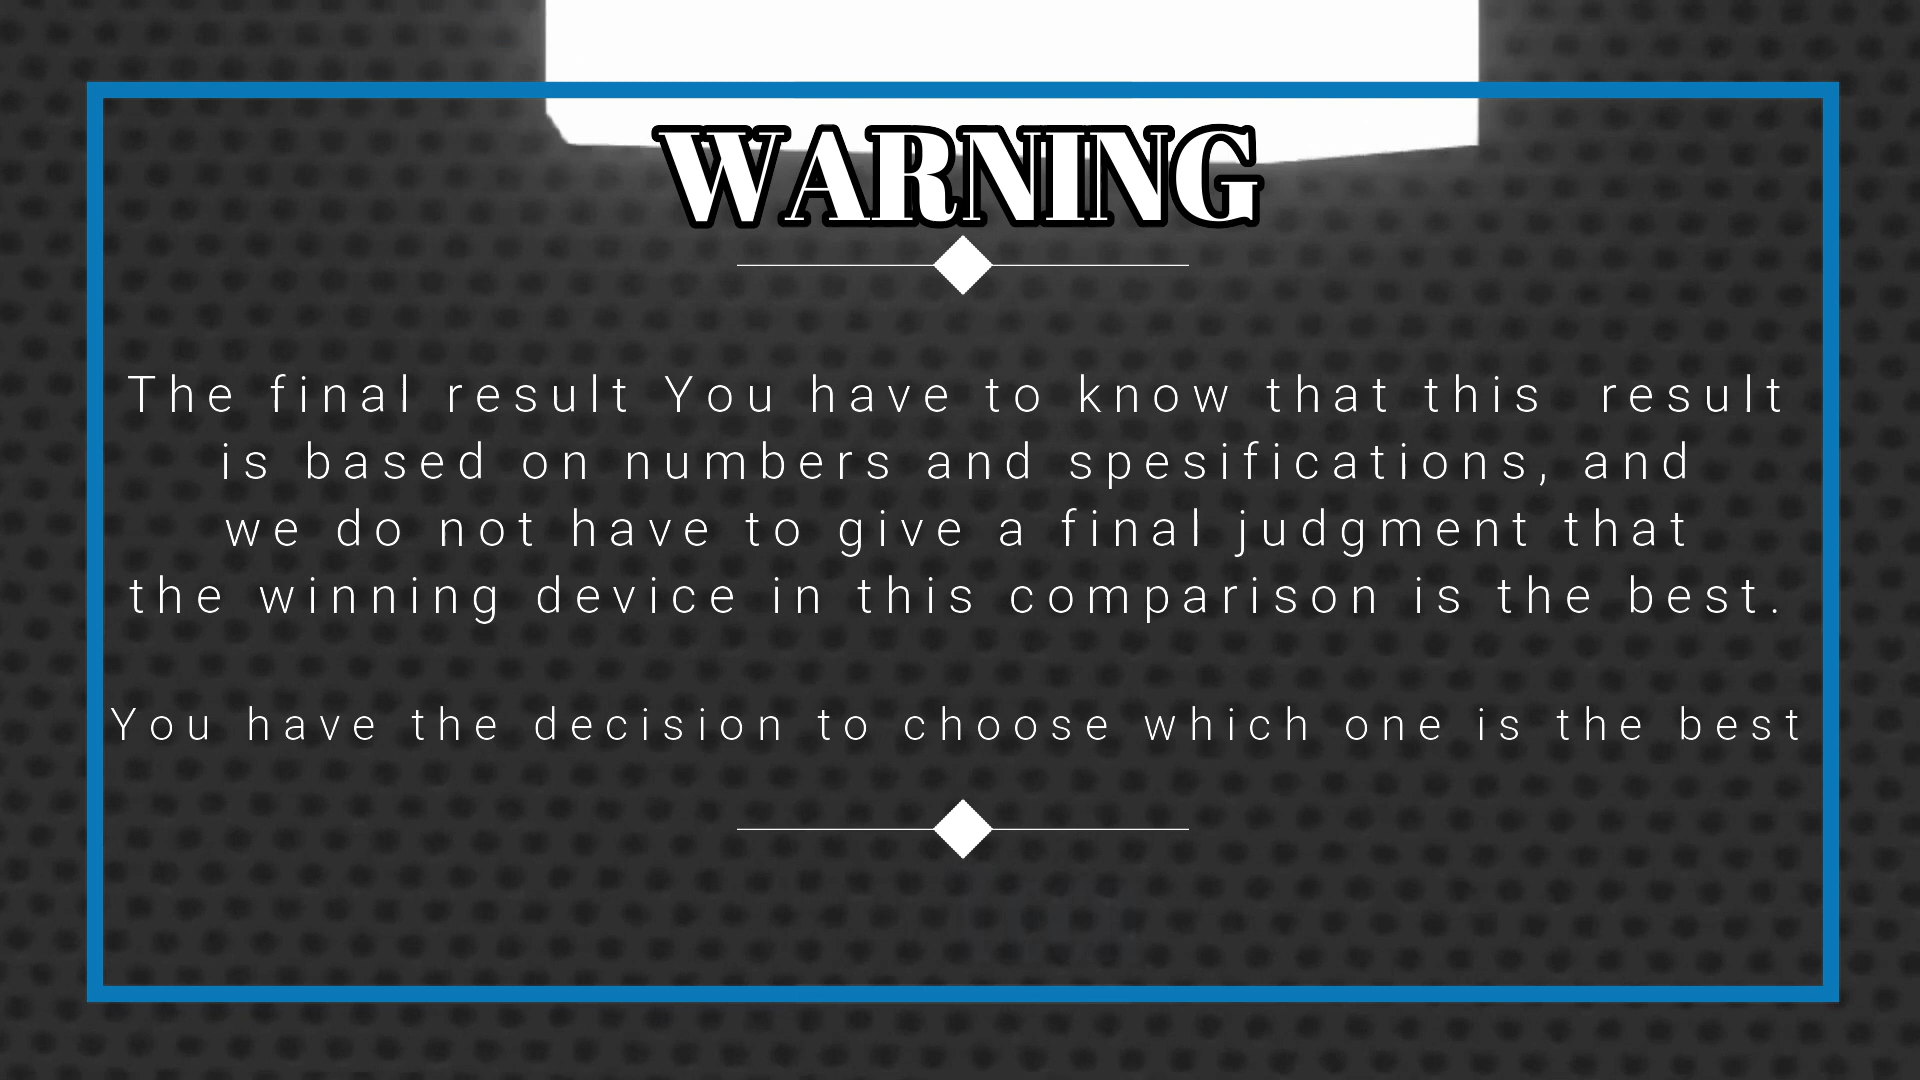 WARNING
The final result You have to know that this result
is based on numbers and spesifications, and
we do not have to give a final judgment that
the winning device in this comparison is the best.
You have the decision to choose which one is the best